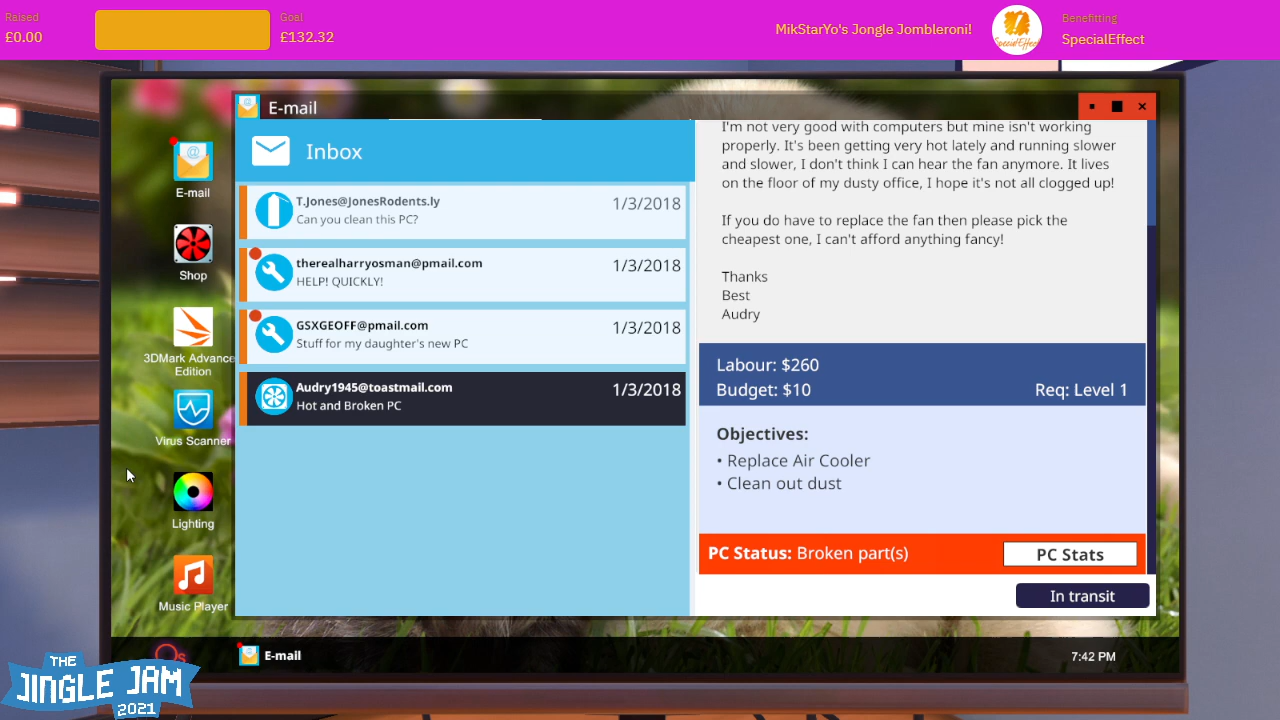 Raised
£0.00
Goal
£132.32
MikStarYo's Jongle Jombleroni!
SpecialEffect
Benefitting
SpecialEffect
E-mail
Inbox
T.Jones@JonesRodents.ly
Can you clean this PC?
1/3/2018
therealharryosman@pmail.com
HELP! QUICKLY!
1/3/2018
GSXGEOFF@pmail.com
Stuff for my daughter's new PC
1/3/2018
Audry1945@toastmail.com
Hot and Broken PC
1/3/2018
I'm not very good with computers but mine isn't working
properly. It's been getting very hot lately and running slower
and slower, I don't think I can hear the fan anymore. It lives
on the floor of my dusty office, I hope it's not all clogged up!
If you do have to replace the fan then please pick the
cheapest one, I can't afford anything fancy!
Thanks
Best
Audry
Labour: $260
Budget: $10
Req: Level 1
Objectives:
• Replace Air Cooler
• Clean out dust
PC Status: Broken part(s)
PC Stats
In transit
E-mail
Shop
3DMark Advance
Edition
Virus Scanner
Lighting
Music Player
E-mail
7:42 PM
THE
JINGLE JAM
2021